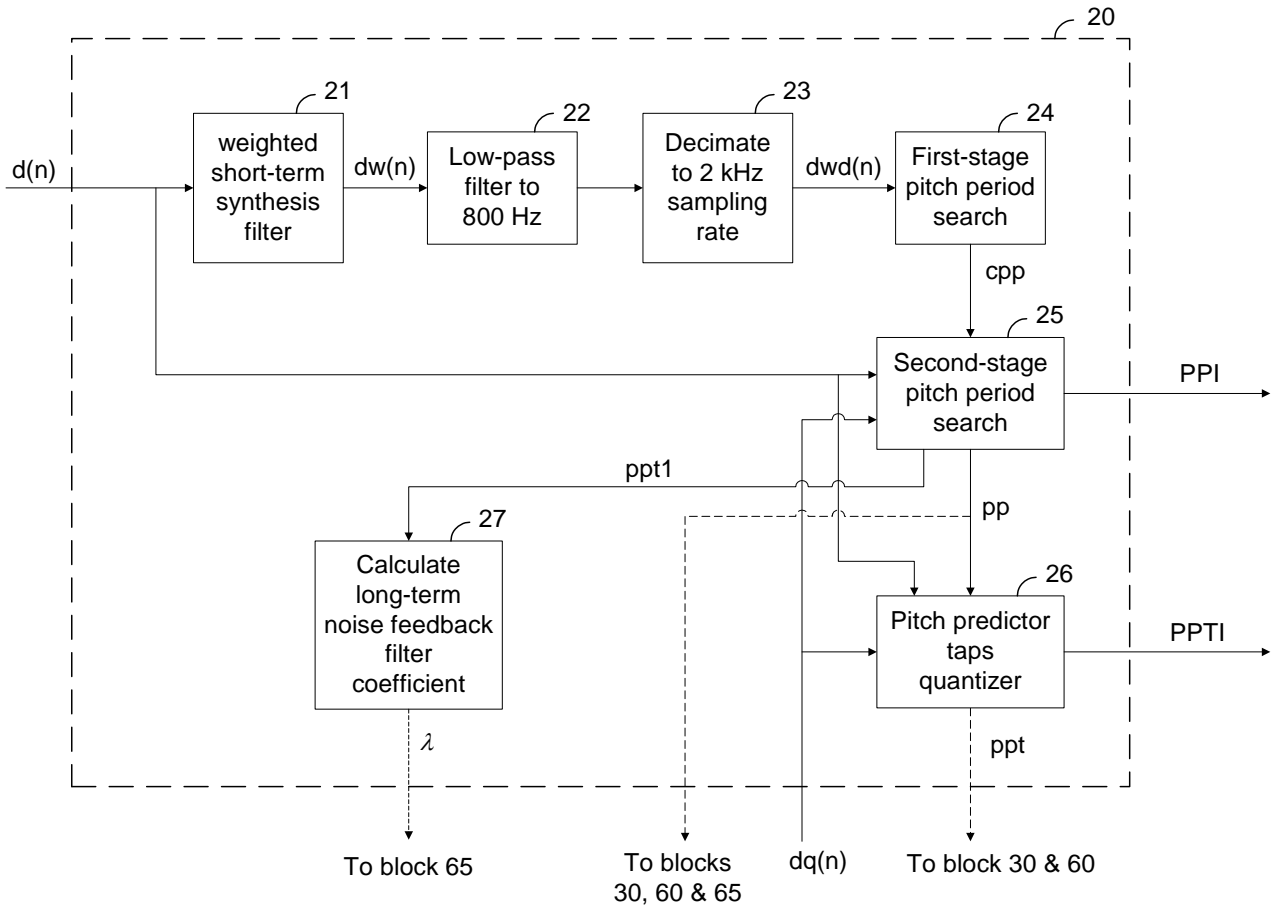 20
21
22
23
24
d(n)
weighted
short-term
synthesis
filter
dw(n)
Low-pass
filter to
800 Hz
Decimate
to 2 kHz
sampling
rate
dwd(n)
First-stage
pitch period
search
cpp
25
Second-stage
pitch period
search
PPI
ppt1
pp
27
Calculate
long-term
noise feedback
filter
coefficient
26
Pitch predictor
taps
quantizer
PPTI
λ
ppt
To block 65
To blocks
30, 60 & 65
dq(n)
To block 30 & 60